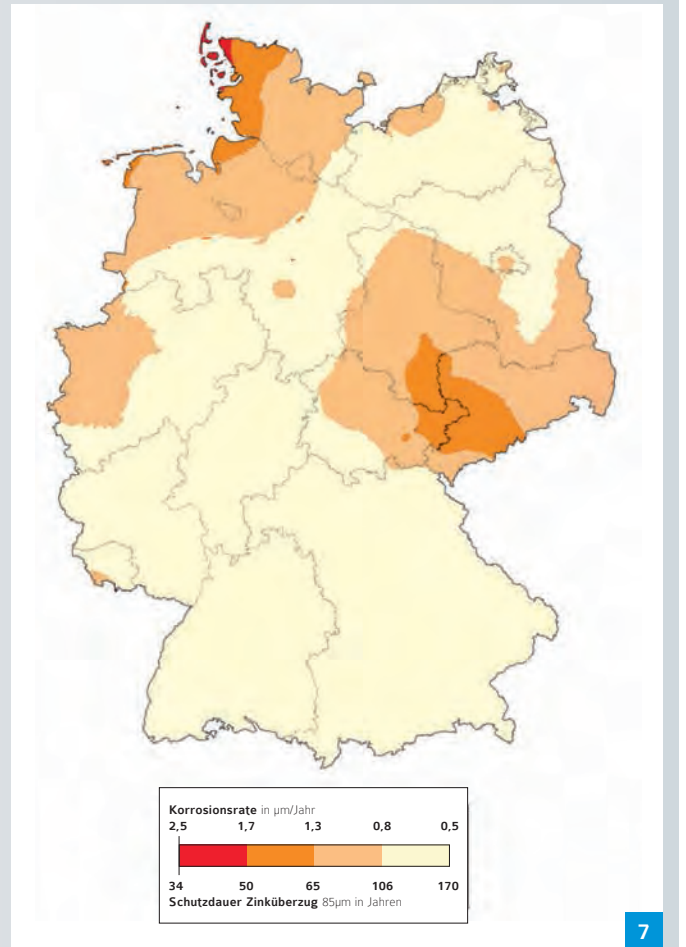 Korrosionsrate in µm/Jahr
2,5 1,7 1,3 0,8 0,5
34 50 65 106 170
Schutzdauer Zinküberzug 85µm in Jahren
7